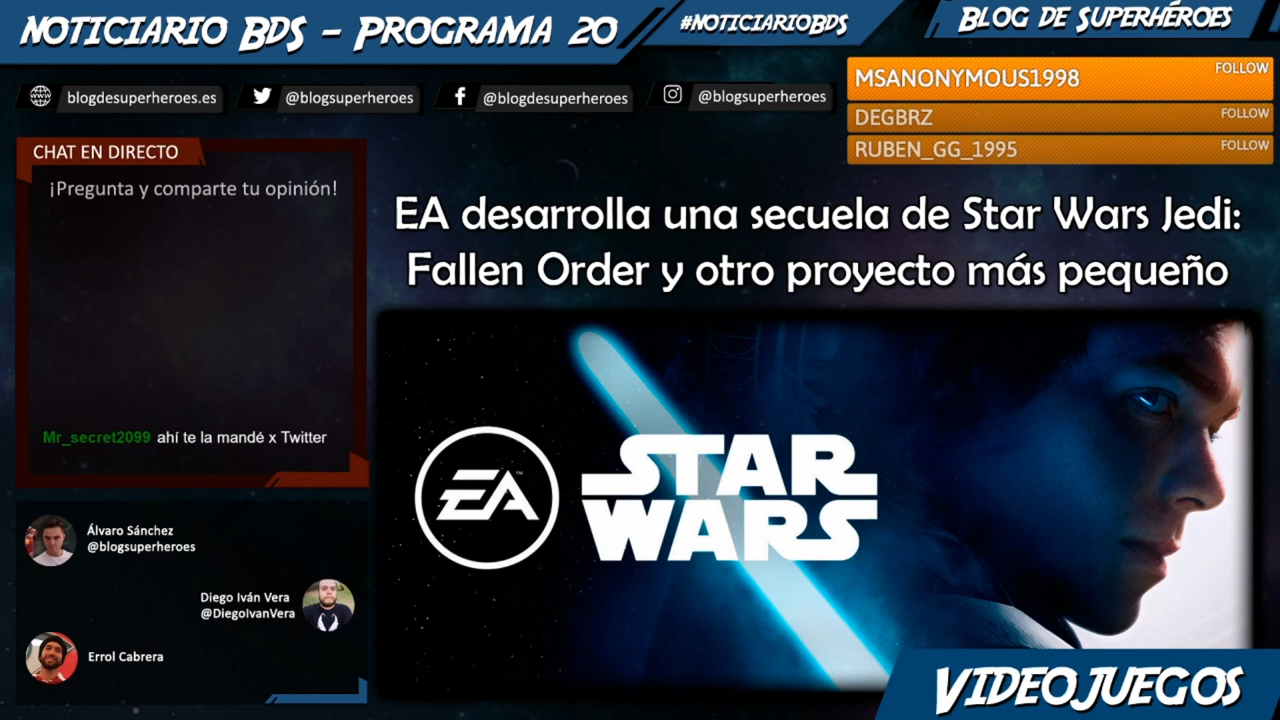 NOTICIARIO BDS – PROGRAMA 20
#NOTICIARIOBDS
BLOG DE SUPERHÉROES
www
blogdesuperheroes.es
@blogsuperheroes
@blogdesuperheroes
@blogsuperheroes
MSANONYMOUS1998 FOLLOW
DEGBRZ FOLLOW
RUBEN_GG_1995 FOLLOW
CHAT EN DIRECTO
¡Pregunta y comparte tu opinión!
Mr_secret2099 ahí te la mandé x Twitter
EA desarrolla una secuela de Star Wars Jedi:
Fallen Order y otro proyecto más pequeño
EA™
STAR
WARS
Álvaro Sánchez
@blogsuperheroes
Diego Iván Vera
@DiegoIvanVera
Errol Cabrera
VIDEOJUEGOS